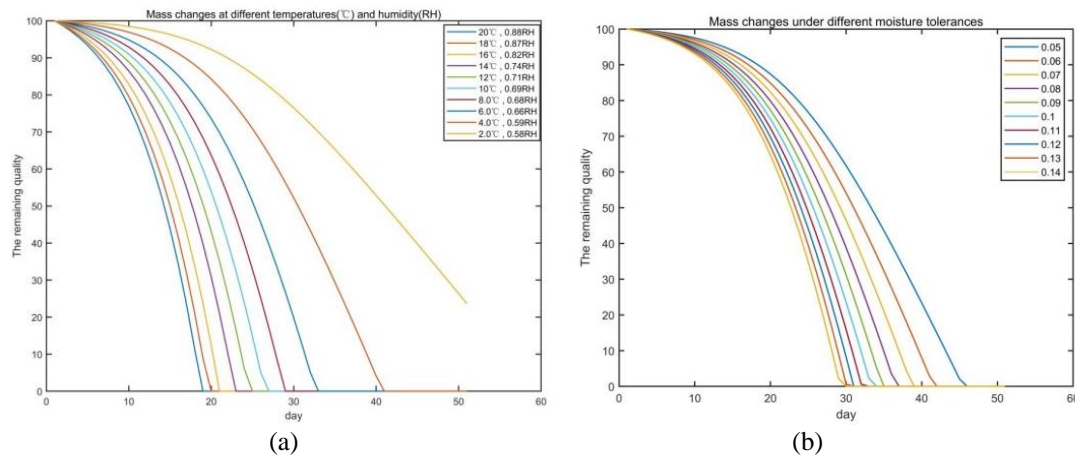 Mass changes at different temperatures(℃) and humidity(RH)
The remaining quality
100
90
80
70
60
50
40
30
20
10
0
20℃ , 0.88RH
18℃ , 0.87RH
16℃ , 0.82RH
14℃ , 0.74RH
12℃ , 0.71RH
10℃ , 0.69RH
8.0℃ , 0.68RH
6.0℃ , 0.66RH
4.0℃ , 0.59RH
2.0℃ , 0.58RH
0 10 20 30 40 50 60
day
(a)
Mass changes under different moisture tolerances
The remaining quality
100
90
80
70
60
50
40
30
20
10
0
0.05
0.06
0.07
0.08
0.09
0.1
0.11
0.12
0.13
0.14
0 10 20 30 40 50 60
day
(b)